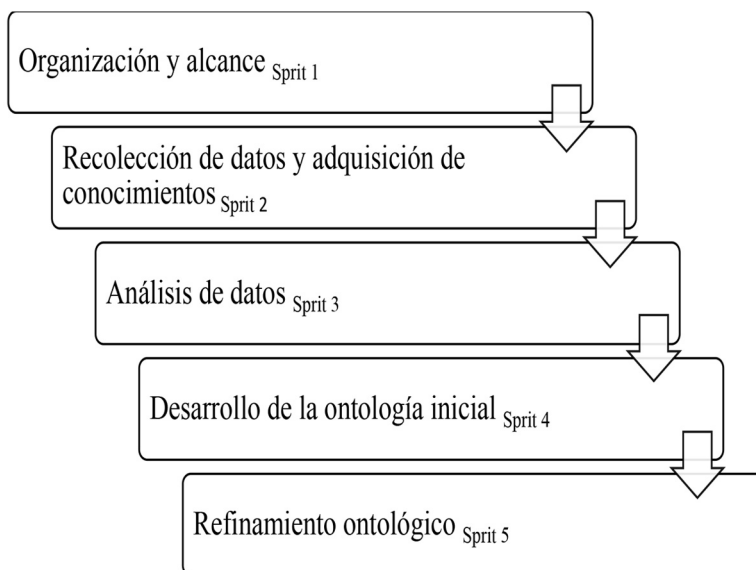 Organización y alcance Sprit 1
Recolección de datos y adquisición de
conocimientos Sprit 2
Análisis de datos Sprit 3
Desarrollo de la ontología inicial Sprit 4
Refinamiento ontológico Sprit 5